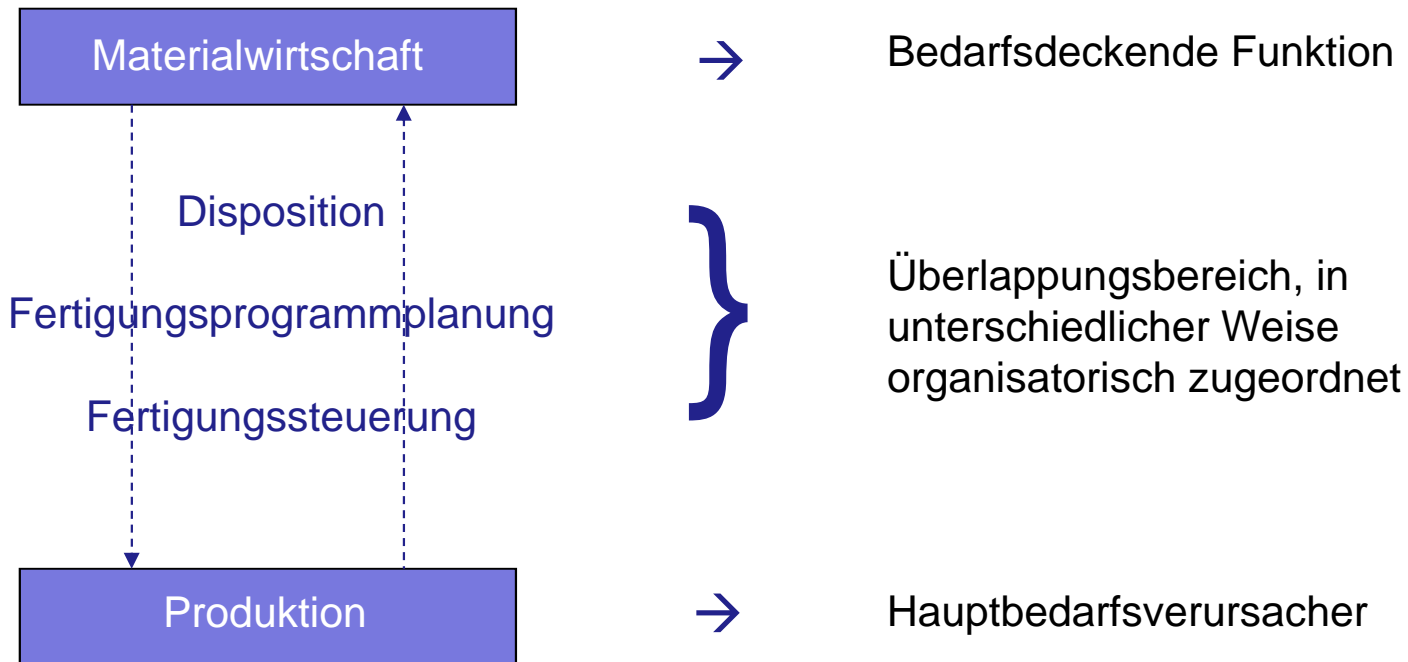 Materialwirtschaft → Bedarfsdeckende Funktion
Disposition
Fertigungsprogrammplanung
Fertigungssteuerung
}
Überlappungsbereich, in
unterschiedlicher Weise
organisatorisch zugeordnet
Produktion → Hauptbedarfsverursacher